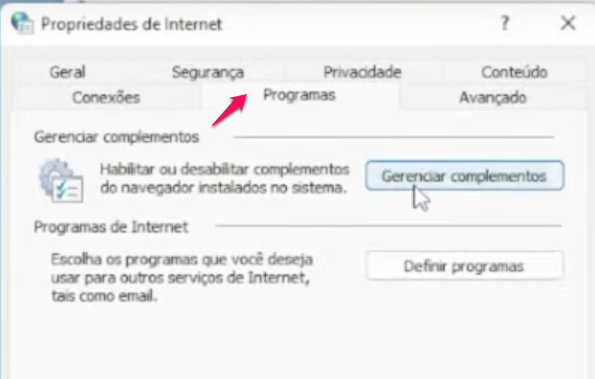 Propriedades de Internet
?
Geral Segurança Privacidade Conteúdo
Conexões Programas Avançado
Gerenciar complementos
Habilitar ou desabilitar complementos
do navegador instalados no sistema.
Gerenciar complementos
Programas de Internet
Escolha os programas que você deseja
usar para outros serviços de Internet,
tais como email.
Definir programas